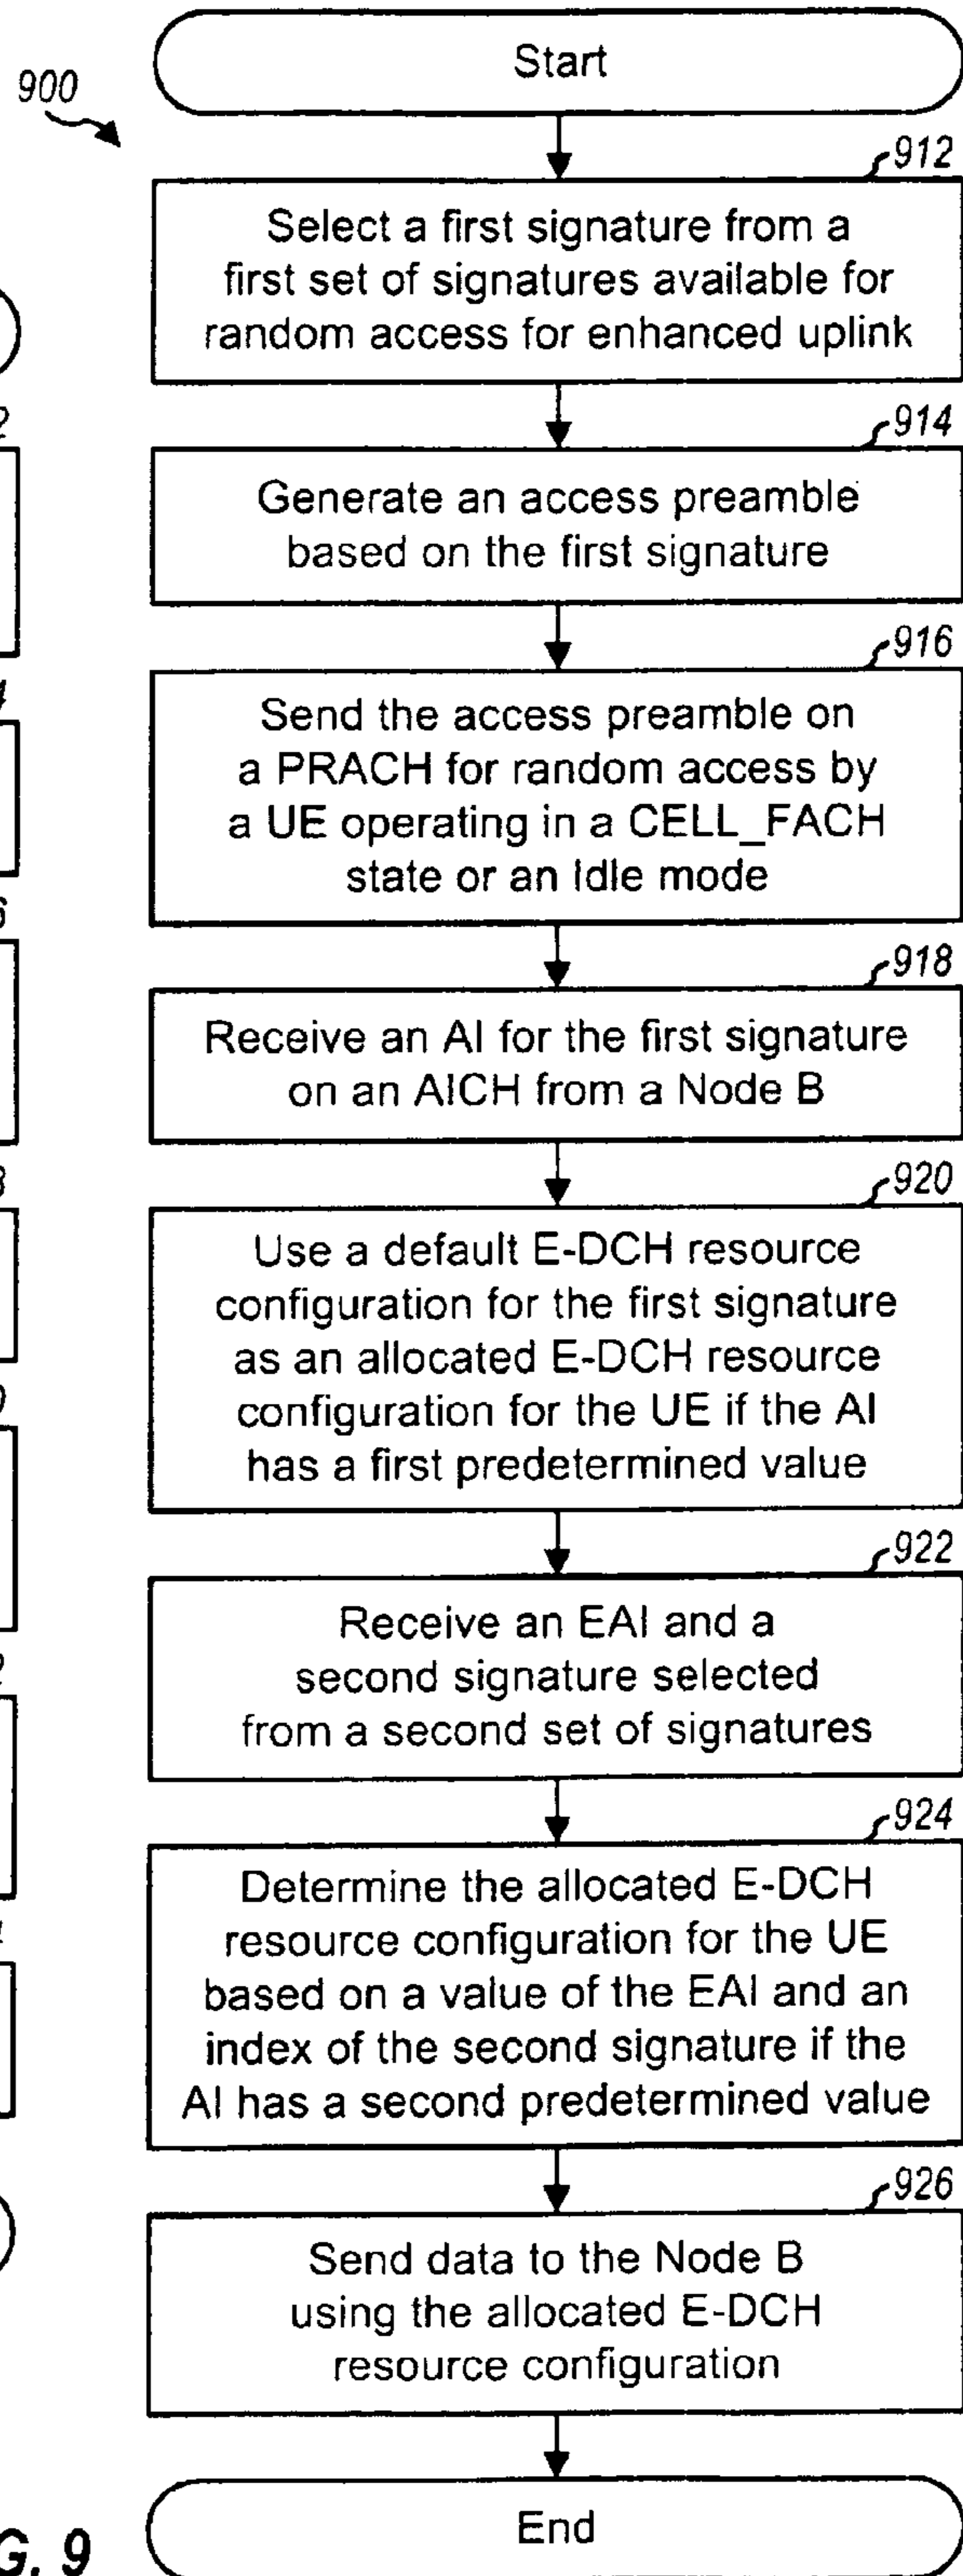 Start
900
912
Select a first signature from a
first set of signatures available for
random access for enhanced uplink
914
Generate an access preamble
based on the first signature
916
Send the access preamble on
a PRACH for random access by
a UE operating in a CELL_FACH
state or an Idle mode
918
Receive an AI for the first signature
on an AICH from a Node B
920
Use a default E-DCH resource
configuration for the first signature
as an allocated E-DCH resource
configuration for the UE if the AI
has a first predetermined value
922
Receive an EAI and a
second signature selected
from a second set of signatures
924
Determine the allocated E-DCH
resource configuration for the UE
based on a value of the EAI and an
index of the second signature if the
AI has a second predetermined value
926
Send data to the Node B
using the allocated E-DCH
resource configuration
End
G. 9